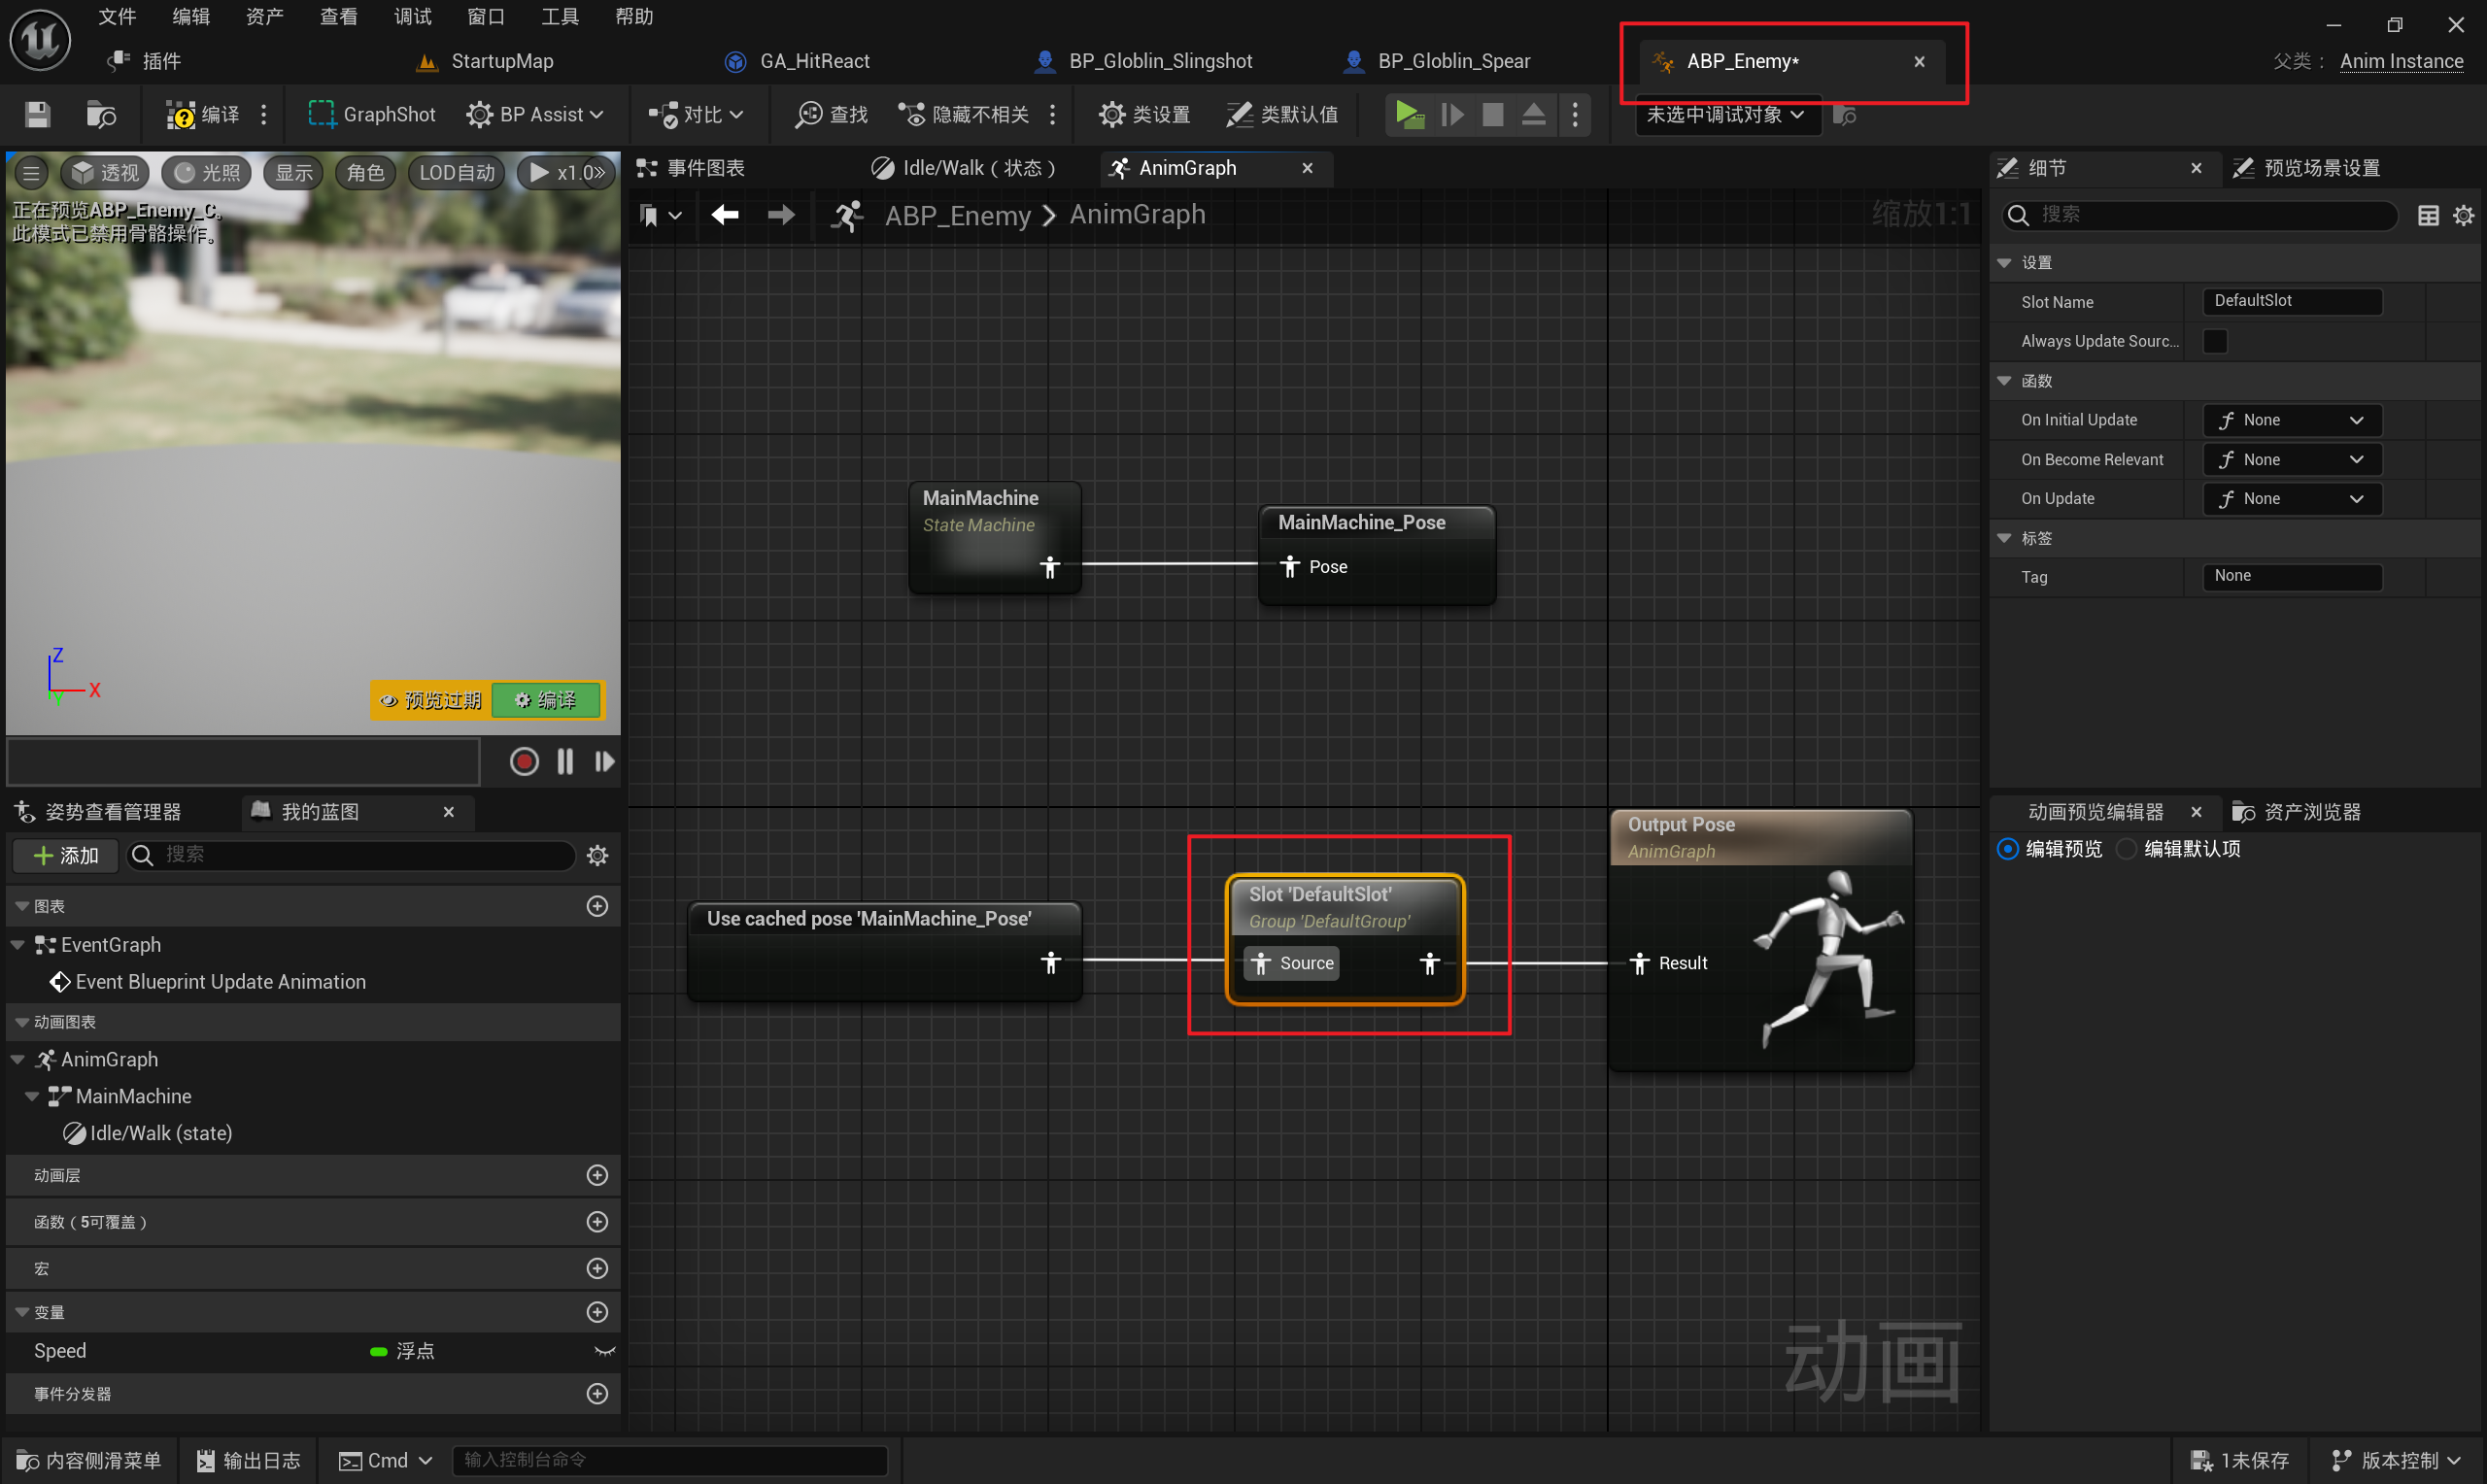 文件 编辑 资产 查看 调试 窗口 工具 帮助
插件 StartupMap GA_HitReact BP_Globlin_Slingshot BP_Globlin_Spear ABP_Enemy* 父类： Anim Instance
编译 GraphShot BP Assist 对比 查找 隐藏不相关 类设置 类默认值 未选中调试对象
透视 光照 显示 角色 LOD自动 x1.0
正在预览ABP_Enemy_C。
此模式已禁用骨骼操作。
Z
X
Y
预览过期 编译
姿势查看管理器 我的蓝图
添加 搜索
图表
EventGraph
Event Blueprint Update Animation
动画图表
AnimGraph
MainMachine
Idle/Walk (state)
动画层
函数（5可覆盖）
宏
变量
Speed 浮点
事件分发器
事件图表 Idle/Walk（状态） AnimGraph
ABP_Enemy AnimGraph 缩放1:1
MainMachine
State Machine
MainMachine_Pose
Pose
Use cached pose 'MainMachine_Pose'
Slot 'DefaultSlot'
Group 'DefaultGroup'
Source
Output Pose
AnimGraph
Result
动画
细节 预览场景设置
搜索
设置
Slot Name DefaultSlot
Always Update Sourc...
函数
On Initial Update None
On Become Relevant None
On Update None
标签
Tag None
动画预览编辑器 资产浏览器
编辑预览 编辑默认项
内容侧滑菜单 输出日志 Cmd 输入控制台命令 1未保存 版本控制